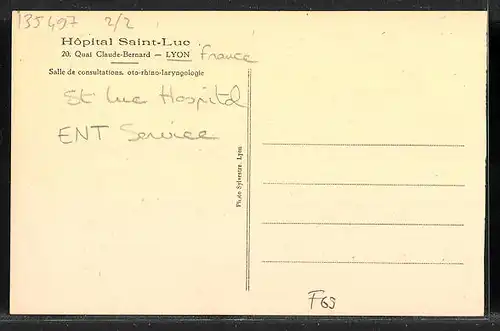 135497 2/2
Hôpital Saint-Luc
20. Quai Claude-Bernard — LYON France
Salle de consultations, oto-rhino-laryngologie
St Luc Hospital
ENT Service
Photo Sylvestre, Lyon
F63